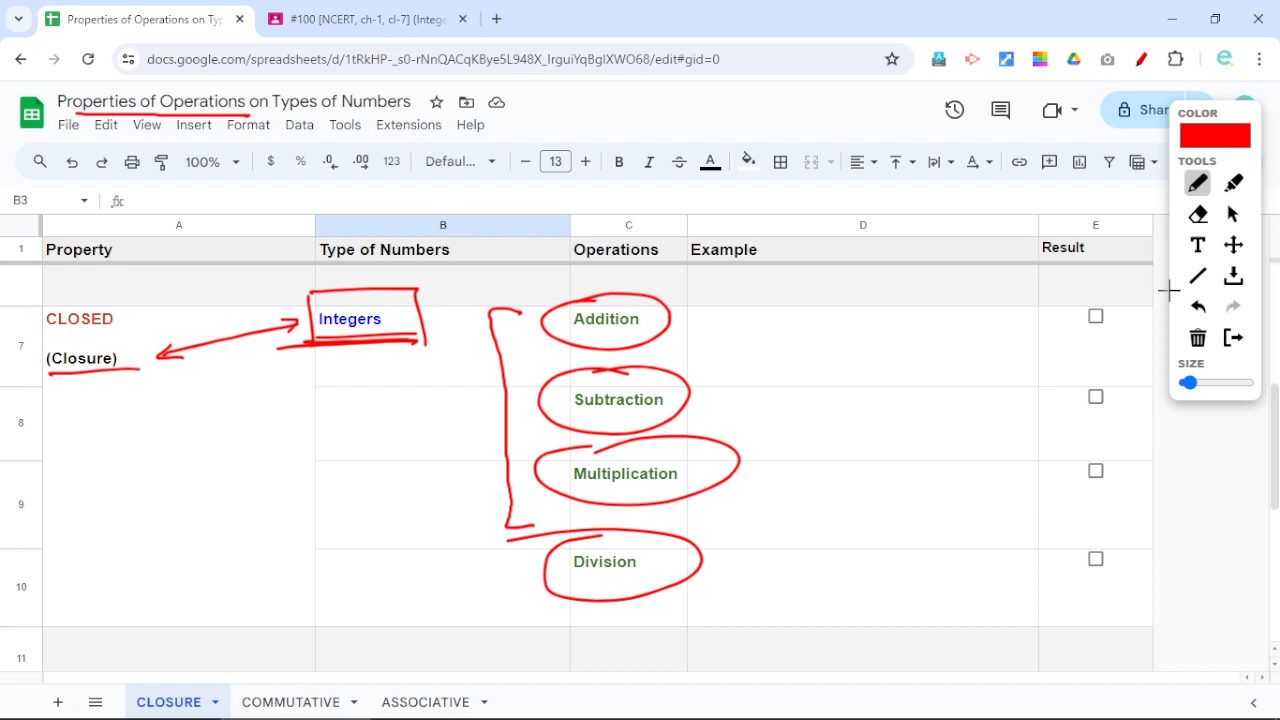 Properties of Operations on Typ
#100 [NCERT, ch-1, cl-7] (Intege
docs.google.com/spreadsheets/d/1tRkHP-_s0-rNnQACqKBye5L948X_IrguiYqBgIXWO68/edit#gid=0
Properties of Operations on Types of Numbers
File Edit View Insert Format Data Tools Extensions Help
Shar
100% $ % .0 .00 123 Defaul... 13 B I A
B3 fx
A B C D E
1 Property Type of Numbers Operations Example Result
7 CLOSED Integers Addition
(Closure)
8 Subtraction
9 Multiplication
10 Division
11
CLOSURE COMMUTATIVE ASSOCIATIVE
COLOR
TOOLS
T
SIZE